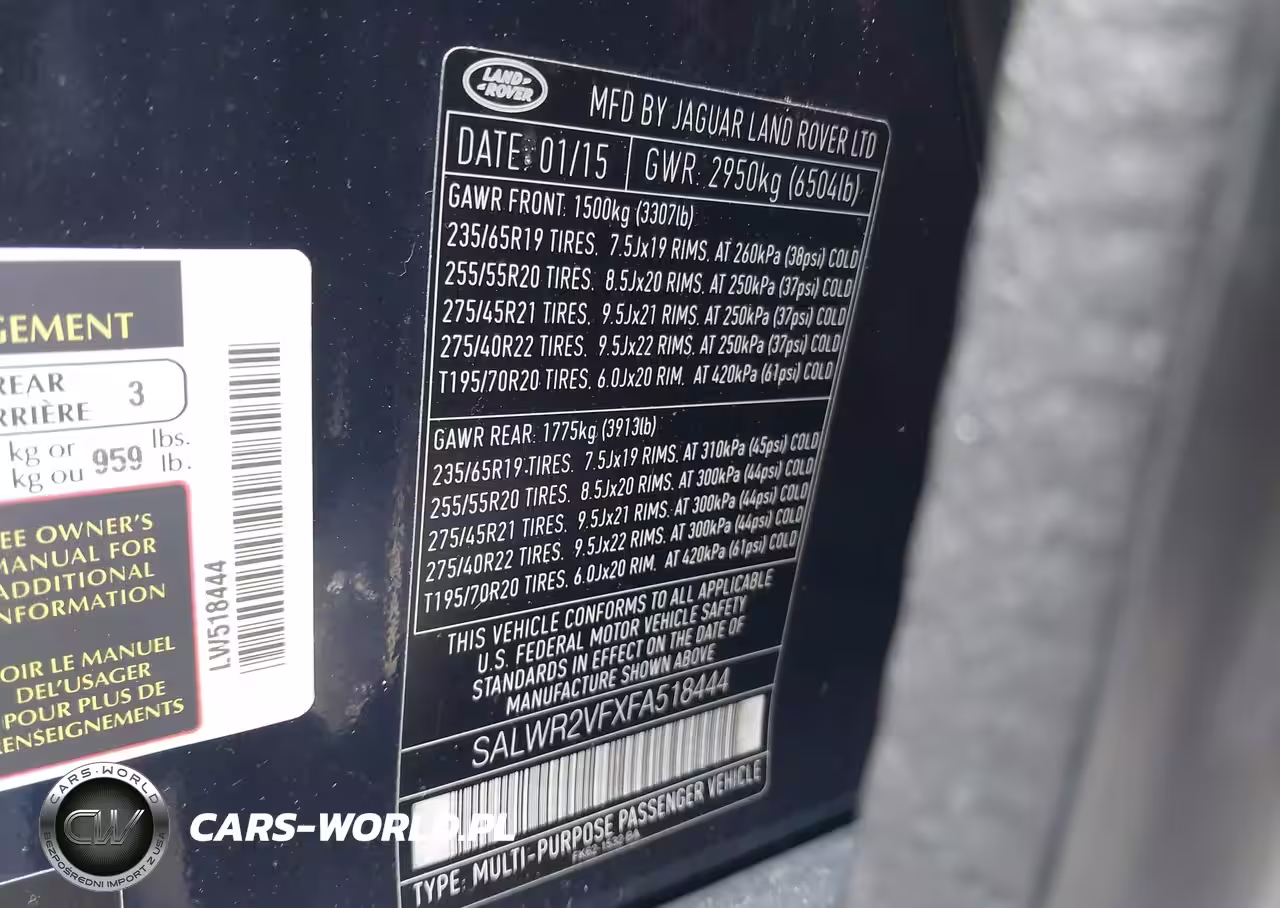 GEMENT
REAR 3
RRIÈRE
kg or 959 lbs.
kg ou lb.
EE OWNER'S
MANUAL FOR
ADDITIONAL
NFORMATION
OIR LE MANUEL
DEL'USAGER
POUR PLUS DE
ENSEIGNEMENTS
LW518444
LAND-
-ROVER
MFD BY JAGUAR LAND ROVER LTD
DATE: 01/15 GWR: 2950kg (6504lb)
GAWR FRONT: 1500kg (3307lb)
235/65R19 TIRES. 7.5Jx19 RIMS. AT 260kPa (38psi) COLD
255/55R20 TIRES. 8.5Jx20 RIMS. AT 250kPa (37psi) COLD
275/45R21 TIRES. 9.5Jx21 RIMS. AT 250kPa (37psi) COLD
275/40R22 TIRES. 9.5Jx22 RIMS. AT 250kPa (37psi) COLD
T195/70R20 TIRES. 6.0Jx20 RIM. AT 420kPa (61psi) COLD
GAWR REAR: 1775kg (3913lb)
235/65R19 TIRES. 7.5Jx19 RIMS. AT 310kPa (45psi) COLD
255/55R20 TIRES. 8.5Jx20 RIMS. AT 300kPa (44psi) COLD
275/45R21 TIRES. 9.5Jx21 RIMS. AT 300kPa (44psi) COLD
275/40R22 TIRES. 9.5Jx22 RIMS. AT 300kPa (44psi) COLD
T195/70R20 TIRES. 6.0Jx20 RIM. AT 420kPa (61psi) COLD
THIS VEHICLE CONFORMS TO ALL APPLICABLE
U.S. FEDERAL MOTOR VEHICLE SAFETY
STANDARDS IN EFFECT ON THE DATE OF
MANUFACTURE SHOWN ABOVE
SALWR2VFXFA518444
TYPE: MULTI-PURPOSE PASSENGER VEHICLE
CARS-WORLD
CW
BEZPOŚREDNI IMPORT Z USA
CARS-WORLD.PL